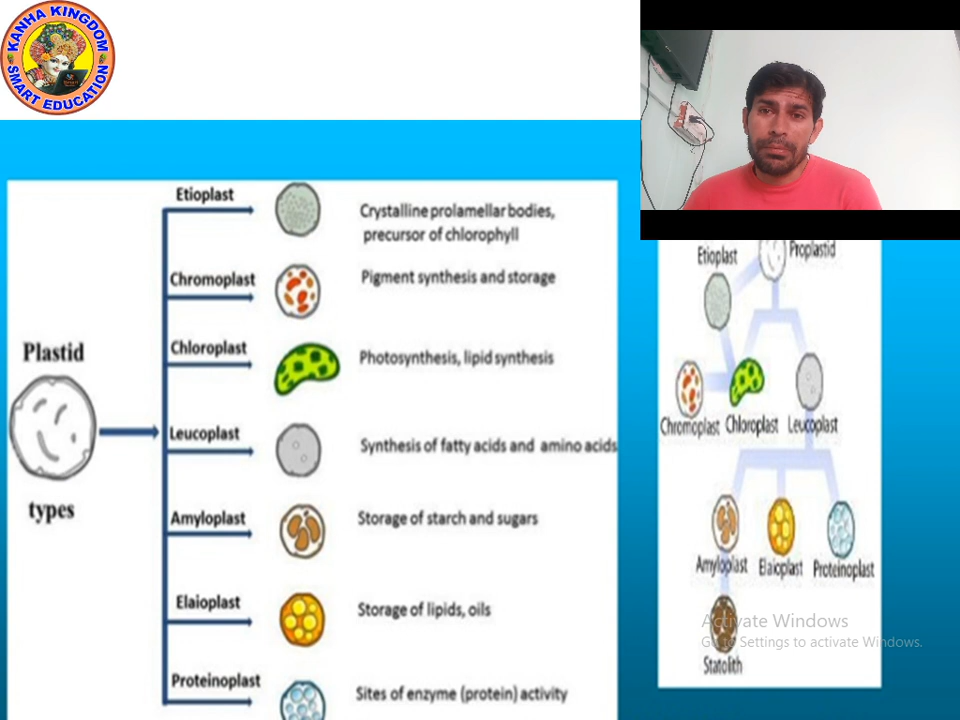 KANHA KINGDOM
SMART EDUCATION
Plastid
types
Etioplast
Crystalline prolamellar bodies,
precursor of chlorophyll
Chromoplast
Pigment synthesis and storage
Chloroplast
Photosynthesis, lipid synthesis
Leucoplast
Synthesis of fatty acids and amino acids
Amyloplast
Storage of starch and sugars
Elaioplast
Storage of lipids, oils
Proteinoplast
Sites of enzyme (protein) activity
Etioplast
Proplastid
Chromoplast Chloroplast Leucoplast
Amyloplast Elaioplast Proteinoplast
Statolith
Activate Windows
Go to Settings to activate Windows.